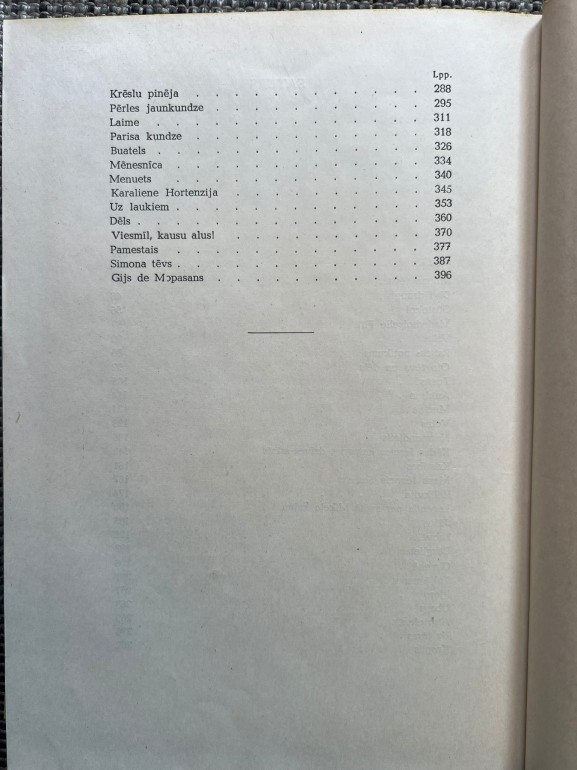 Lpp.
Krēslu pinēja . . . . . . . . . . . 288
Pērles jaunkundze . . . . . . . . . . 295
Laime . . . . . . . . . . . . 311
Parisa kundze . . . . . . . . . . . 318
Buatels . . . . . . . . . . . . 326
Mēnesnīca . . . . . . . . . . . 334
Menuets . . . . . . . . . . . 340
Karaliene Hortenzija . . . . . . . . . 345
Uz laukiem . . . . . . . . . . . 353
Dēls . . . . . . . . . . . . . 360
Viesmīl, kausu alus! . . . . . . . . . 370
Pamestais . . . . . . . . . . . 377
Simona tēvs . . . . . . . . . . . 387
Gijs de Mopasans . . . . . . . . . . 396